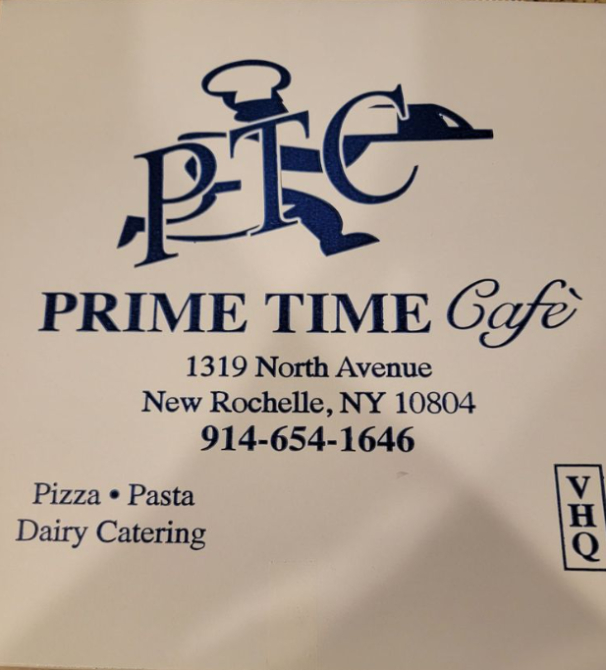 PTC
PRIME TIME Cafè
1319 North Avenue
New Rochelle, NY 10804
914-654-1646
Pizza • Pasta
Dairy Catering
V
H
Q